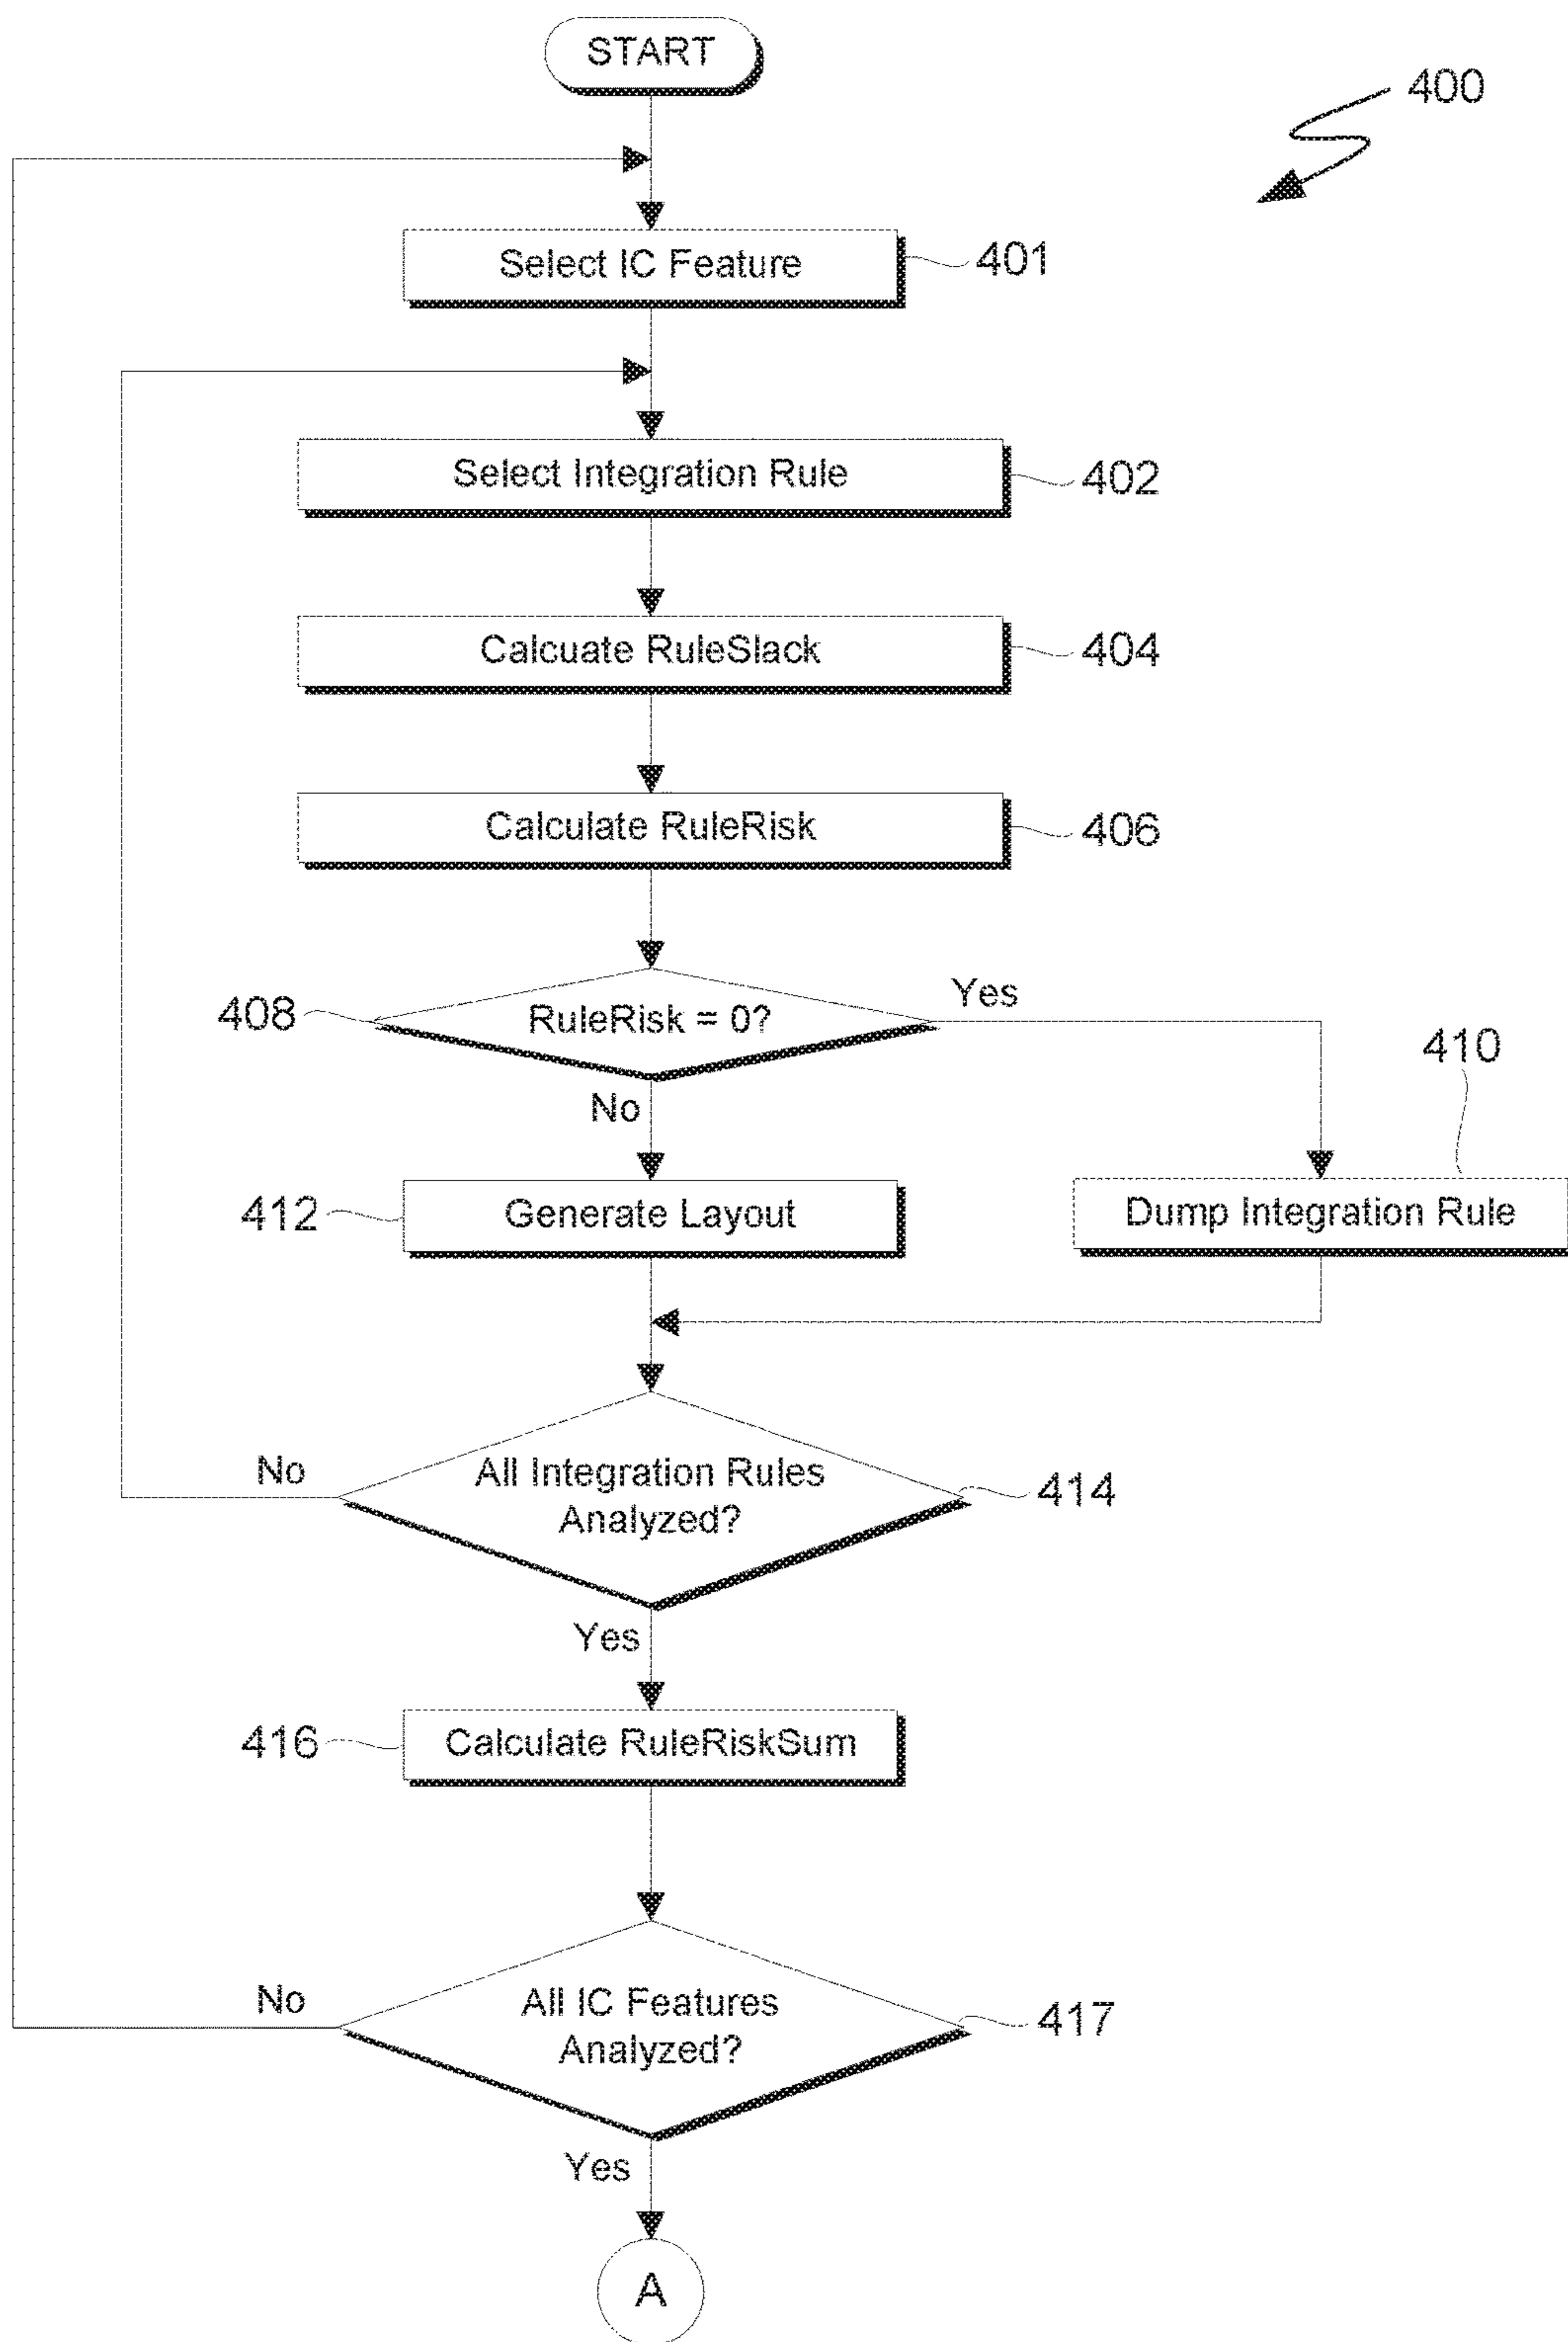 START
400
Select IC Feature
401
Select Integration Rule
402
Calcuate RuleSlack
404
Calculate RuleRisk
406
Yes
408
RuleRisk = 0?
410
No
412
Generate Layout
Dump Integration Rule
No
All Integration Rules
Analyzed?
414
Yes
416
Calculate RuleRiskSum
No
All IC Features
Analyzed?
417
Yes
A